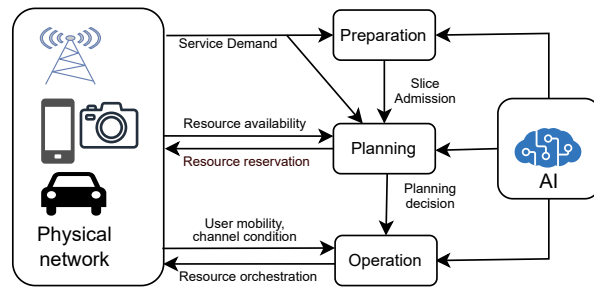 Service Demand
Preparation
Slice
Admission
Resource availability
Planning
Resource reservation
AI
Planning
decision
User mobility,
channel condition
Physical
network
Operation
Resource orchestration